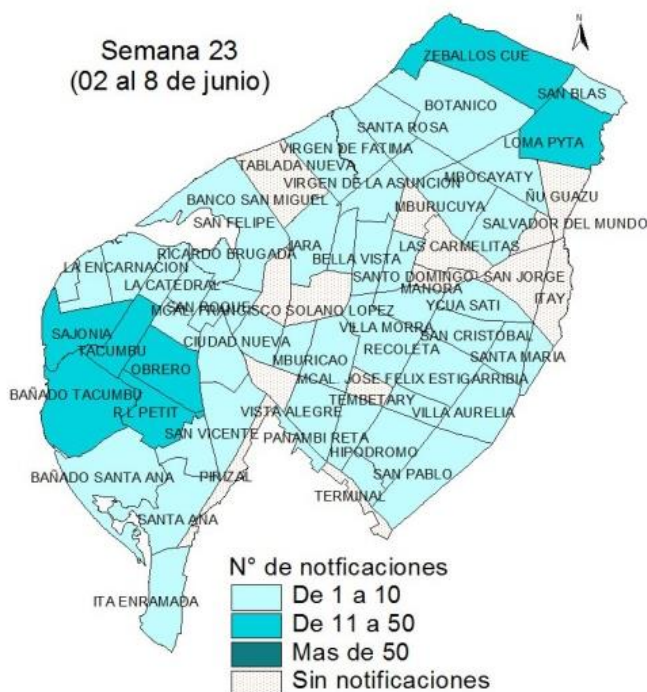 Semana 23
(02 al 8 de junio)
N
ZEBALLOS CUE
SAN BLAS
BOTANICO
SANTA ROSA
LOMA PYTA
VIRGEN DE FATIMA
TABLADA NUEVA
MBOCAYATY
VIRGEN DE LA ASUNCION
ÑU GUAZU
BANCO SAN MIGUEL
MBURUCUYA
SAN FELIPE
SALVADOR DEL MUNDO
JARA
LAS CARMELITAS
RICARDO BRUGADA
BELLA VISTA
LA ENCARNACION
SANTO DOMINGO
SAN JORGE
LA CATEDRAL
MANORA
SAN ROQUE
YCUA SATI
ITAY
MCAL. FRANCISCO SOLANO LOPEZ
SAJONIA
VILLA MORRA
SAN CRISTOBAL
CIUDAD NUEVA
TACUMBU
RECOLETA
MBURICAO
SANTA MARIA
OBRERO
MCAL. JOSE FELIX ESTIGARRIBIA
BAÑADO TACUMBU
TEMBETARY
R.L PETIT
VISTA ALEGRE
VILLA AURELIA
SAN VICENTE
PANAMBI RETA
HIPODROMO
BAÑADO SANTA ANA
PIRIZAL
SAN PABLO
TERMINAL
SANTA ANA
ITA ENRAMADA
N° de notficaciones
De 1 a 10
De 11 a 50
Mas de 50
Sin notificaciones